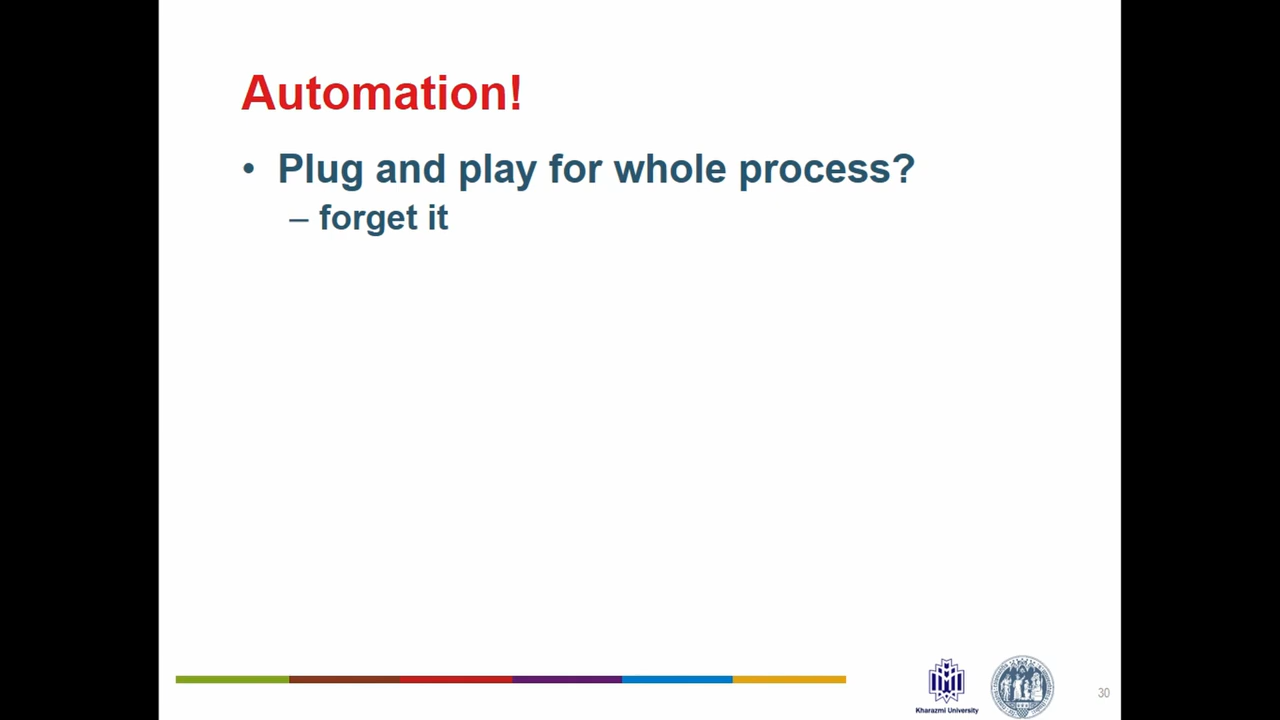 Automation!
• Plug and play for whole process?
– forget it
Kharazmi University
30